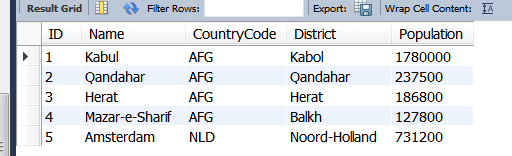 Result Grid Filter Rows: Export: Wrap Cell Content:
ID Name CountryCode District Population
1 Kabul AFG Kabol 1780000
2 Qandahar AFG Qandahar 237500
3 Herat AFG Herat 186800
4 Mazar-e-Sharif AFG Balkh 127800
5 Amsterdam NLD Noord-Holland 731200